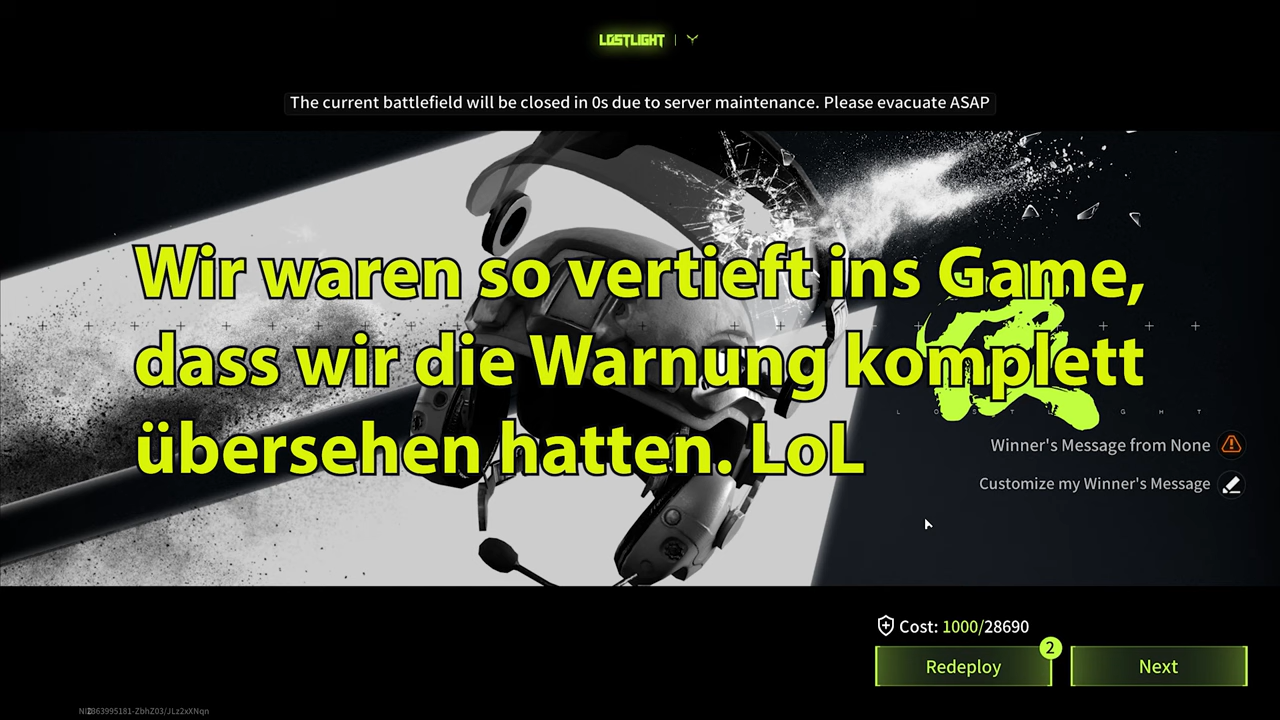 LOSTLIGHT
The current battlefield will be closed in 0s due to server maintenance. Please evacuate ASAP
Wir waren so vertieft ins Game,
dass wir die Warnung komplett
übersehen hatten. LoL
Winner's Message from None
Customize my Winner's Message
Cost: 1000/28690
2
Redeploy
Next